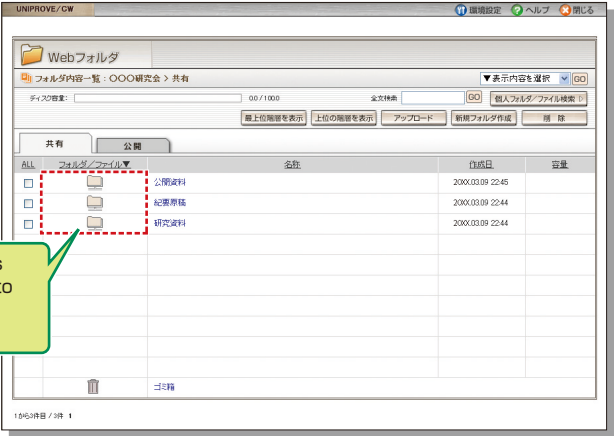 UNIPROVE/CW 環境設定 ヘルプ 閉じる
Webフォルダ
フォルダ内容一覧：〇〇〇研究会 > 共有 ▼表示内容を選択 GO
ディスク容量： 0.0 / 100.0 全文検索 GO 個人フォルダ／ファイル検索
最上位階層を表示 上位の階層を表示 アップロード 新規フォルダ作成 削 除
共有 公開
ALL フォルダ／ファイル▼ 名称 作成日 容量
公開資料 20XX.03.09 22:45
紀要原稿 20XX.03.09 22:44
研究資料 20XX.03.09 22:44
s
to
ゴミ箱
1から3件目 / 3件 1